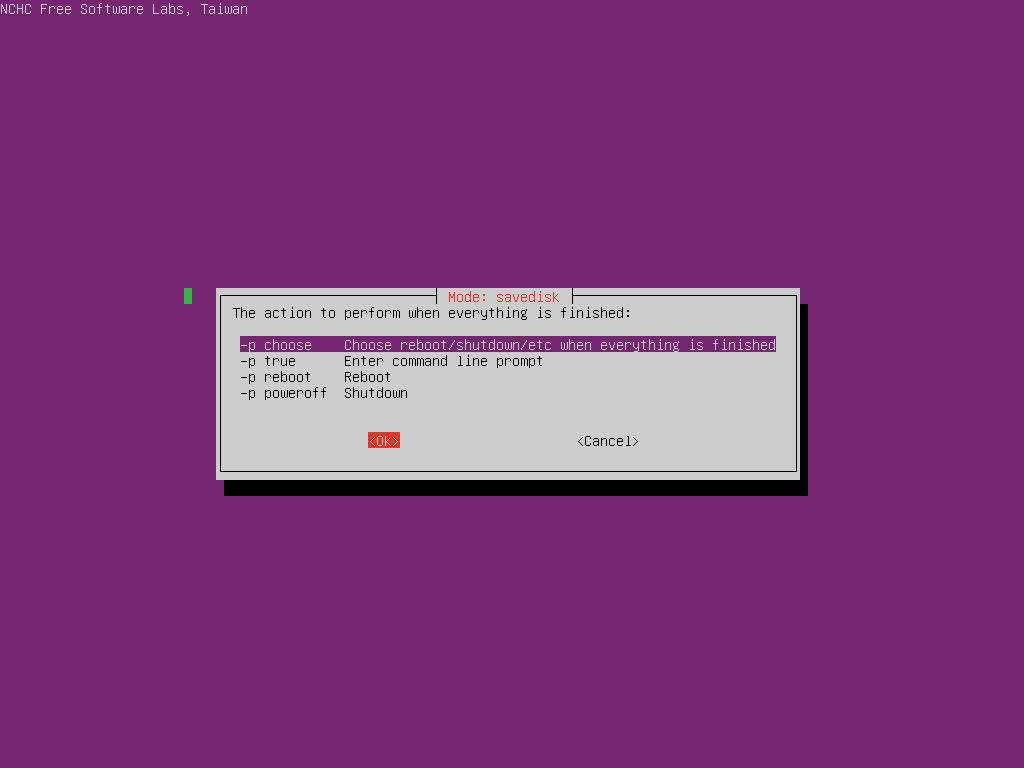 NCHC Free Software Labs, Taiwan
Mode: savedisk
The action to perform when everything is finished:
-p choose Choose reboot/shutdown/etc when everything is finished
-p true Enter command line prompt
-p reboot Reboot
-p poweroff Shutdown
<Ok> <Cancel>